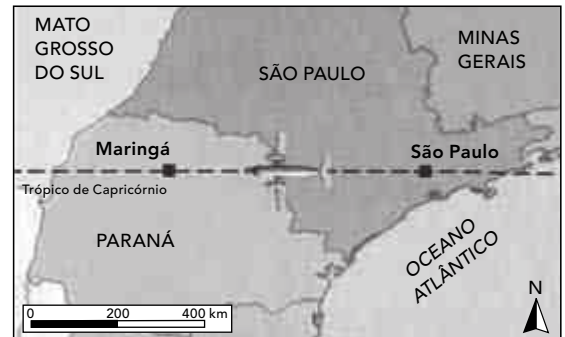 MATO
GROSSO
DO SUL
MINAS
GERAIS
SÃO PAULO
Maringá
São Paulo
Trópico de Capricórnio
PARANÁ
OCEANO
ATLÂNTICO
0 200 400 km
N